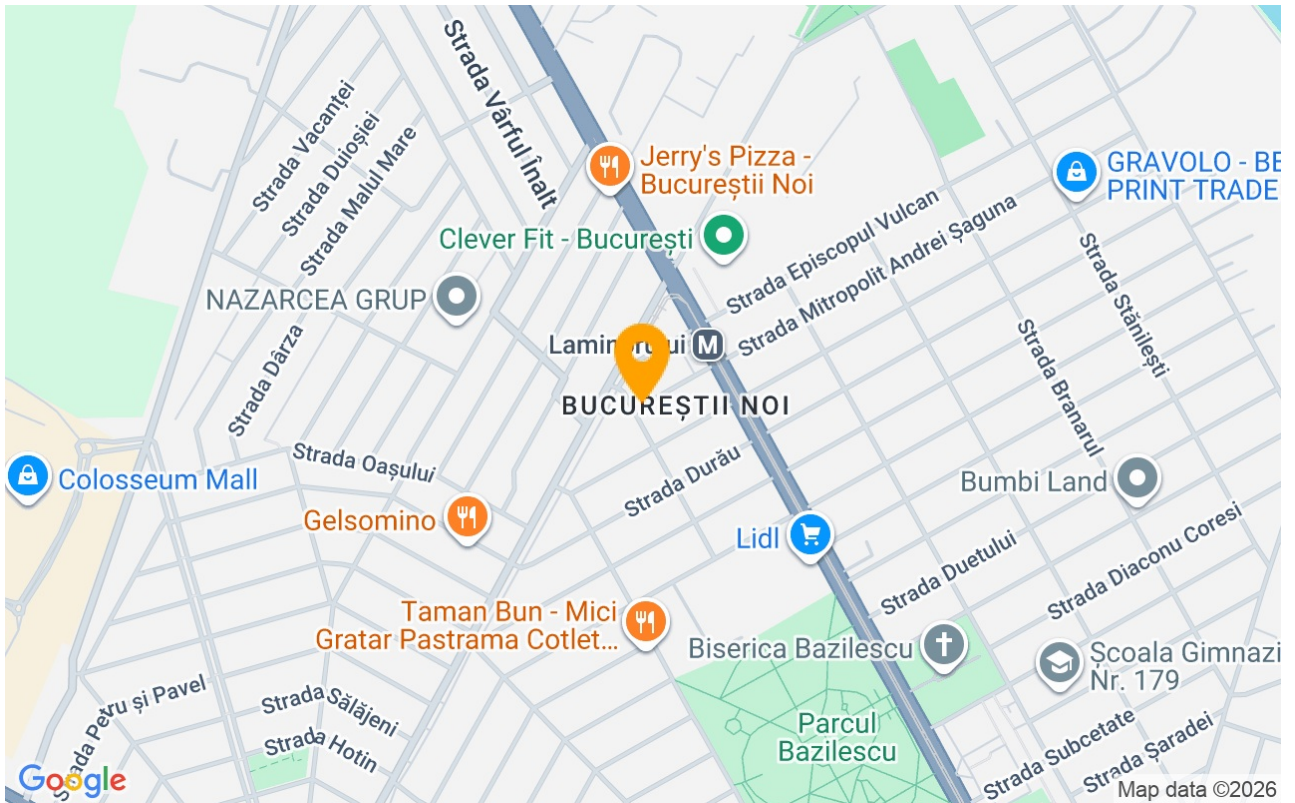 Strada Vârful Înalt
Strada Vacanței
Strada Duioșiei
Strada Malul Mare
Jerry's Pizza -
Bucureștii Noi
GRAVOLO - BE
PRINT TRADE
Clever Fit - București
Strada Episcopul Vulcan
Strada Mitropolit Andrei Șaguna
Strada Stănilești
NAZARCEA GRUP
Strada Branarul
Strada Dârza
M
BUCUREȘTII NOI
Strada Oașului
Colosseum Mall
Strada Durău
Bumbi Land
Gelsomino
Lidl
Strada Duetului
Strada Diaconu Coresi
Taman Bun - Mici
Gratar Pastrama Cotlet...
Biserica Bazilescu
Școala Gimnazi
Nr. 179
Strada Petru și Pavel
Strada Sălăjeni
Strada Hotin
Parcul
Bazilescu
Strada Subcetate
Strada Șaradei
Google
Map data ©2026